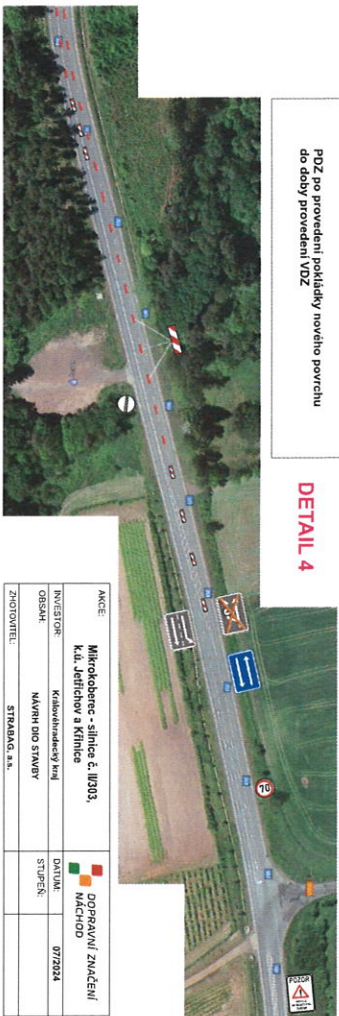 PDZ po provedení pokládky nového povrchu
do doby provedení VDZ
DETAIL 4
70
POZOR
AKCE:
Mikrokoberec - silnice č. II/303,
k.ú. Jetřichov a Křinice
INVESTOR:
Královéhradecký kraj
OBSAH:
NÁVRH DIO STAVBY
ZHOTOVITEL:
STRABAG, a.s.
DOPRAVNÍ ZNAČENÍ
NÁCHOD
DATUM:
07/2024
STUPEŇ: